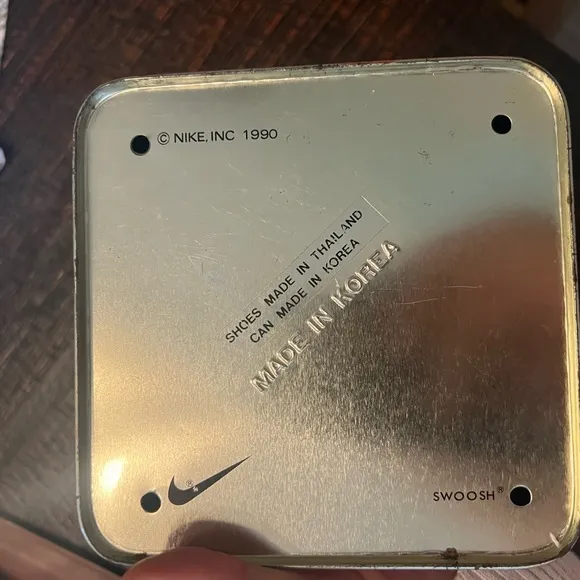 © NIKE, INC 1990
SHOES MADE IN THAILAND
CAN MADE IN KOREA
MADE IN KOREA
®
SWOOSH®